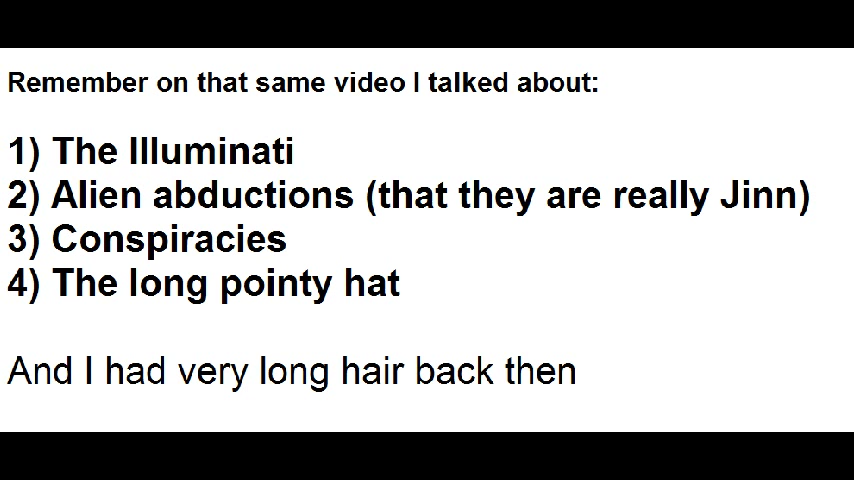 Remember on that same video I talked about:
1) The Illuminati
2) Alien abductions (that they are really Jinn)
3) Conspiracies
4) The long pointy hat
And I had very long hair back then